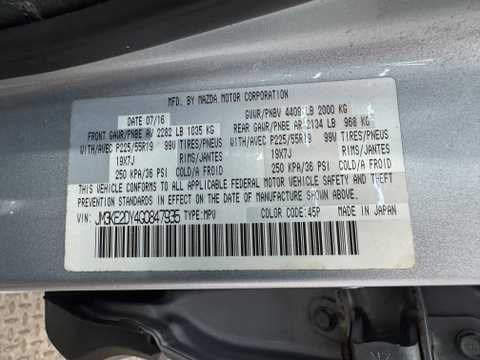 MFD. BY MAZDA MOTOR CORPORATION
DATE 07/16 GVWR/PNBV 4409 LB 2000 KG
FRONT GAWR/PNBE AV 2282 LB 1035 KG REAR GAWR/PNBE AR 2134 LB 968 KG
WITH/AVEC P225/55R19 99V TIRES/PNEUS WITH/AVEC P225/55R19 99V TIRES/PNEUS
19X7J RIMS/JANTES 19X7J RIMS/JANTES
250 KPA/36 PSI COLD/A FROID 250 KPA/36 PSI COLD/A FROID
THIS VEHICLE CONFORMS TO ALL APPLICABLE FEDERAL MOTOR VEHICLE SAFETY, BUMPER, AND THEFT
PREVENTION STANDARDS IN EFFECT ON THE DATE OF MANUFACTURE SHOWN ABOVE.
VIN: JM3KE2DY4G0847935 TYPE:MPV COLOR CODE:45P MADE IN JAPAN